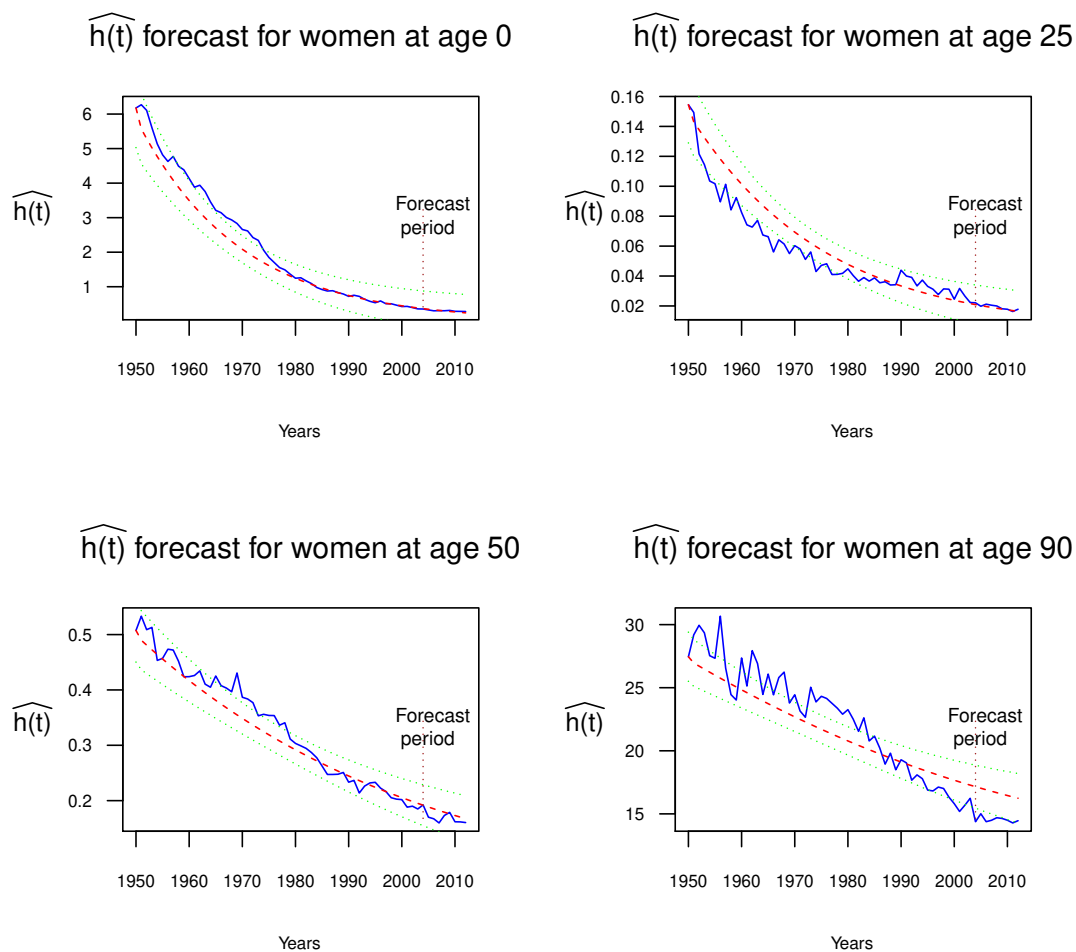 h(t) forecast for women at age 0
6
5
4
3
2
1
h(t)
Forecast
period
1950 1960 1970 1980 1990 2000 2010
Years
h(t) forecast for women at age 25
0.16
0.14
0.12
0.10
0.08
0.06
0.04
0.02
h(t)
Forecast
period
1950 1960 1970 1980 1990 2000 2010
Years
h(t) forecast for women at age 50
0.5
0.4
0.3
0.2
h(t)
Forecast
period
1950 1960 1970 1980 1990 2000 2010
Years
h(t) forecast for women at age 90
30
25
20
15
h(t)
Forecast
period
1950 1960 1970 1980 1990 2000 2010
Years